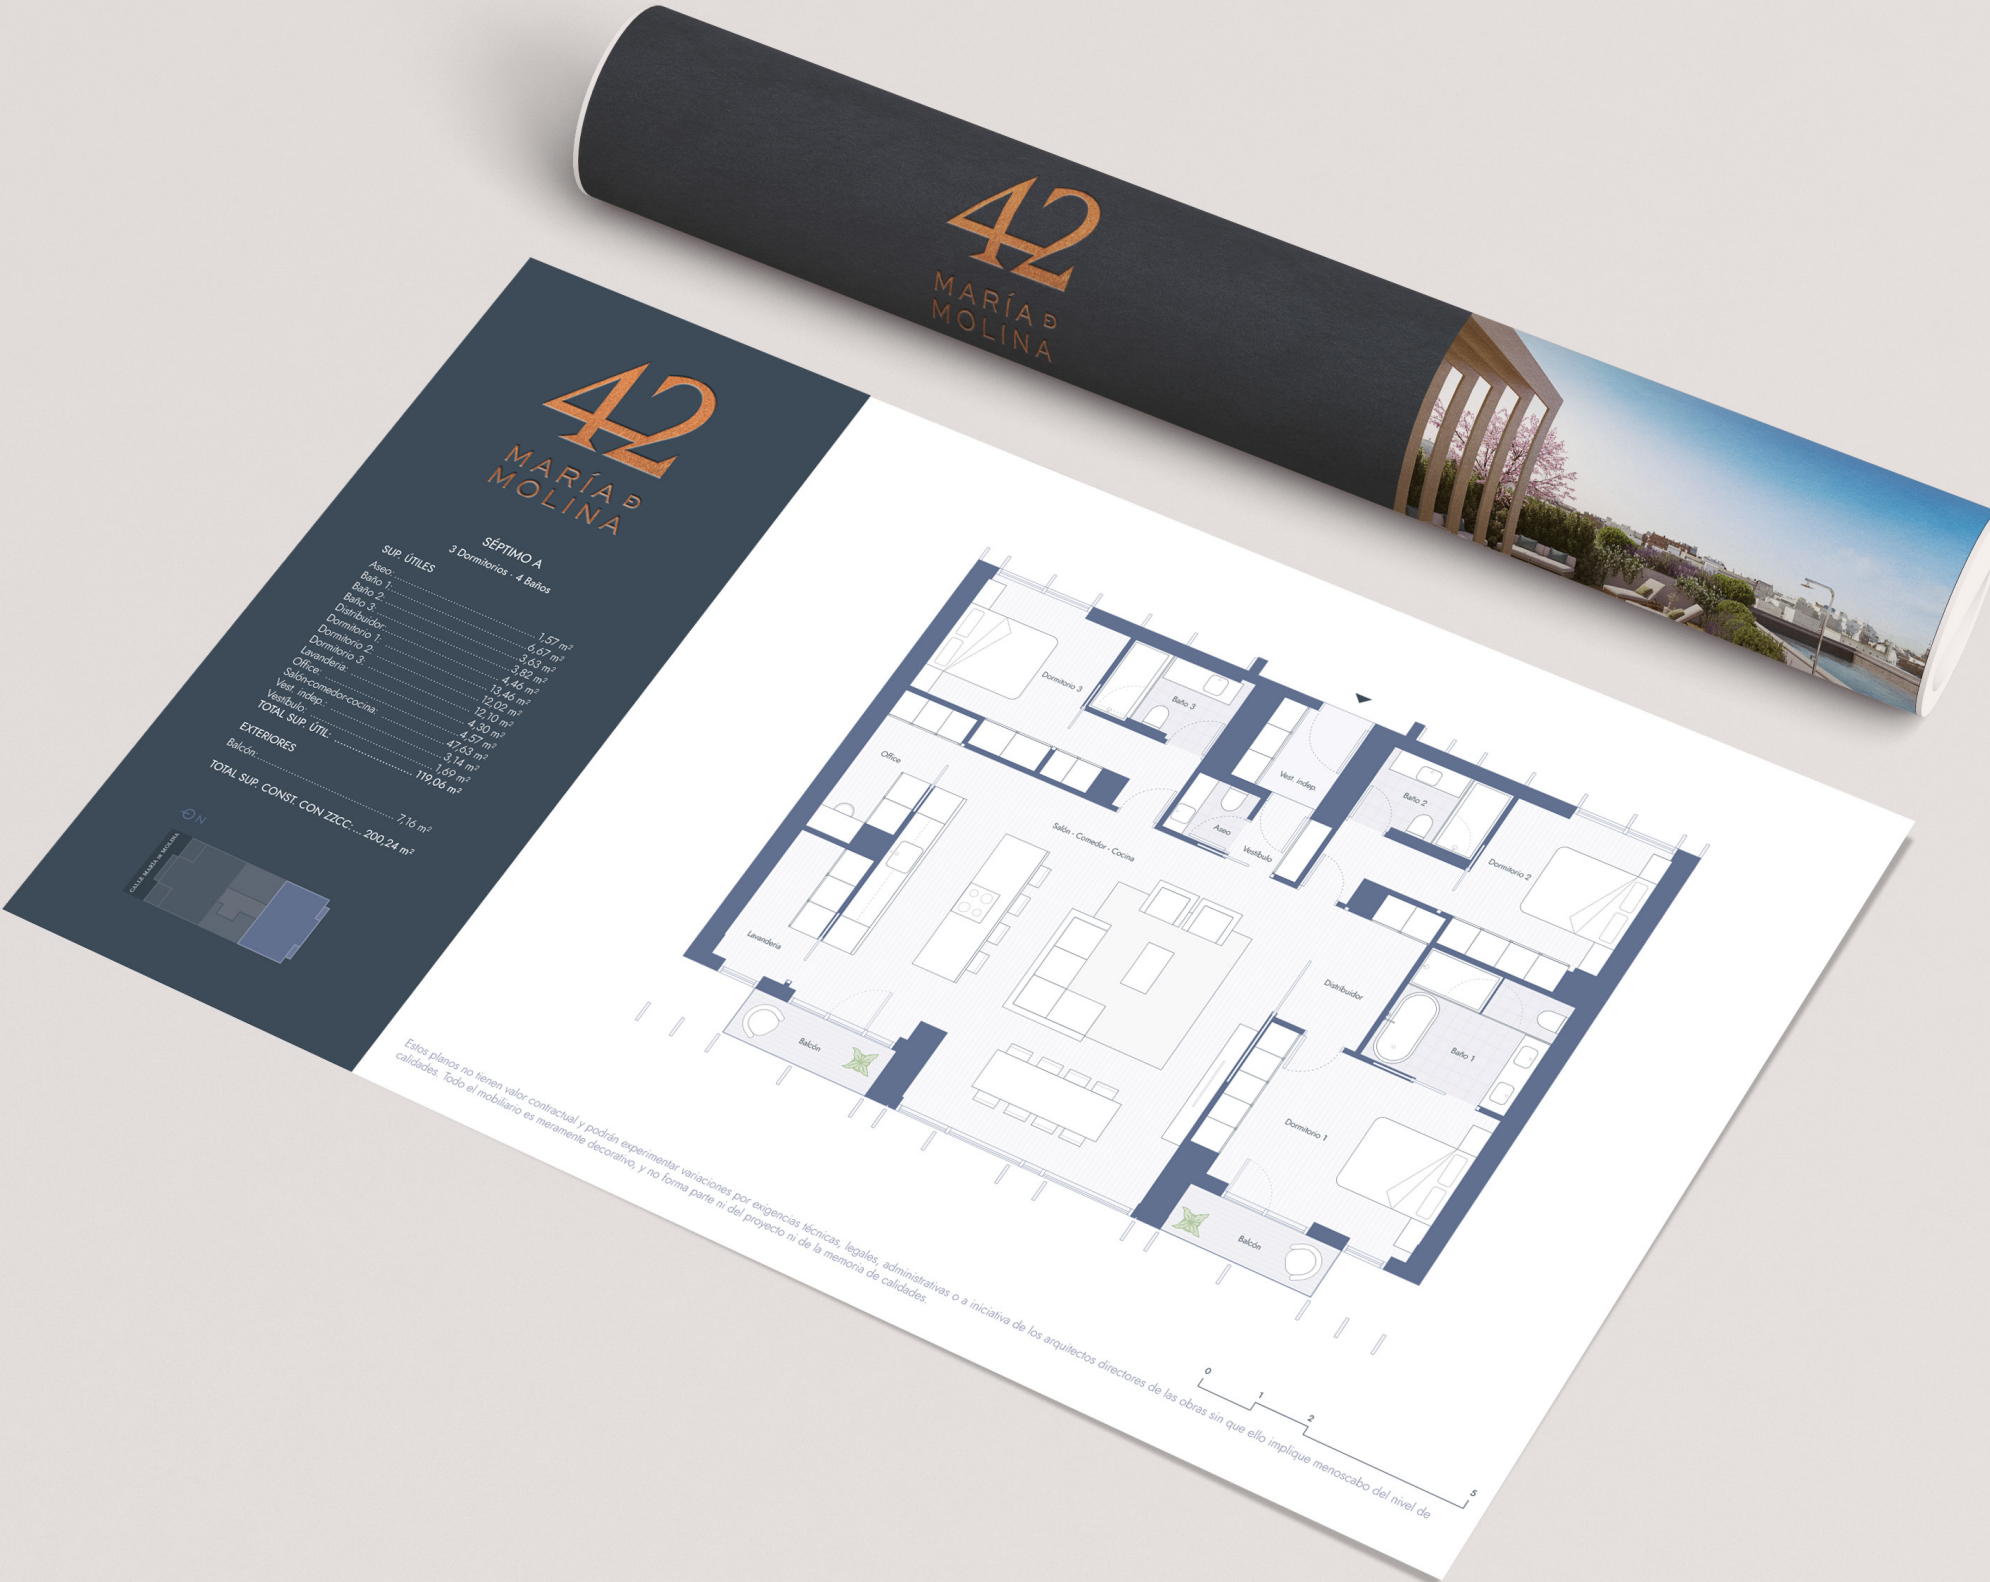 42
MARÍA DE
MOLINA
42
MARÍA DE
MOLINA
SÉPTIMO A
3 Dormitorios · 4 Baños
SUP. ÚTILES
Aseo: 1,57 m²
Baño 1: 6,67 m²
Baño 2: 3,63 m²
Baño 3: 3,82 m²
Distribuidor: 4,46 m²
Dormitorio 1: 13,46 m²
Dormitorio 2: 12,02 m²
Dormitorio 3: 12,10 m²
Lavandería: 4,30 m²
Office: 4,57 m²
Salón-comedor-cocina: 47,63 m²
Vest. indep.: 3,14 m²
Vestíbulo: 1,69 m²
TOTAL SUP. ÚTIL: 119,06 m²
EXTERIORES
Balcón: 7,16 m²
TOTAL SUP. CONST. CON ZZCC: 200,24 m²
N
CALLE MARÍA DE MOLINA
Dormitorio 3
Baño 3
Vest. indep.
Baño 2
Dormitorio 2
Office
Aseo
Vestíbulo
Salón - Comedor - Cocina
Lavandería
Distribuidor
Baño 1
Balcón
Dormitorio 1
Balcón
Estos planos no tienen valor contractual y podrán experimentar variaciones por exigencias técnicas, legales, administrativas o a iniciativa de los arquitectos directores de las obras sin que ello implique menoscabo del nivel de
calidades. Todo el mobiliario es meramente decorativo, y no forma parte ni del proyecto ni de la memoria de calidades.
0
1
2
5